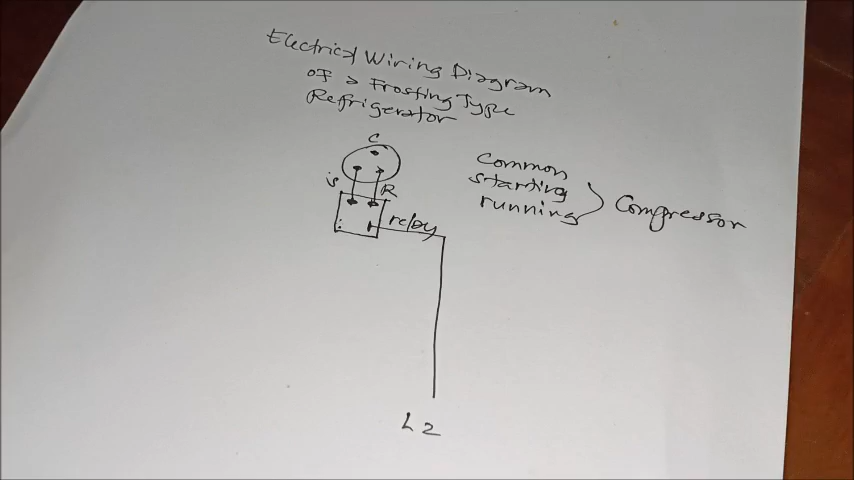 Electrical Wiring Diagram
of a Frosting Type
Refrigerator
C
S
R
relay
Common
starting
running
Compressor
L2